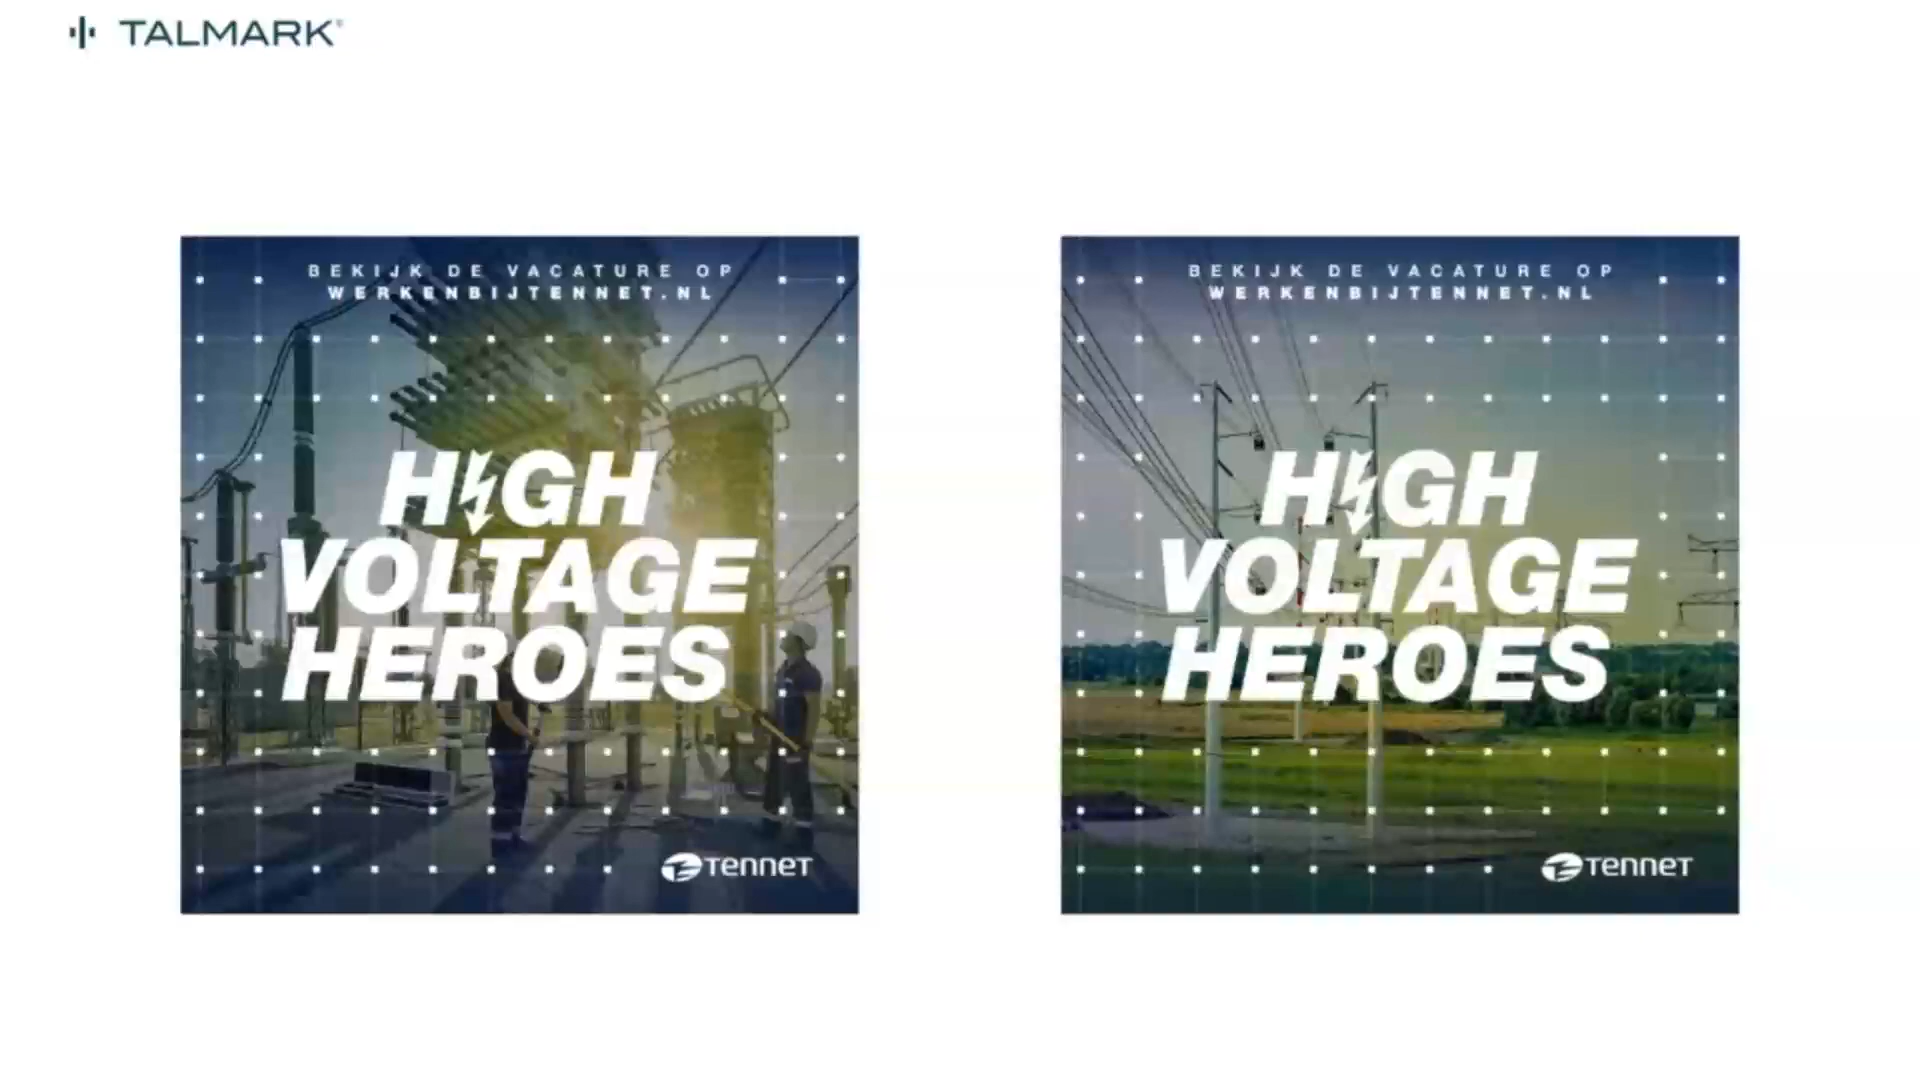 TALMARK®
BEKIJK DE VACATURE OP
WERKENBIJTENNET.NL
HIGH
VOLTAGE
HEROES
TENNET
BEKIJK DE VACATURE OP
WERKENBIJTENNET.NL
HIGH
VOLTAGE
HEROES
TENNET